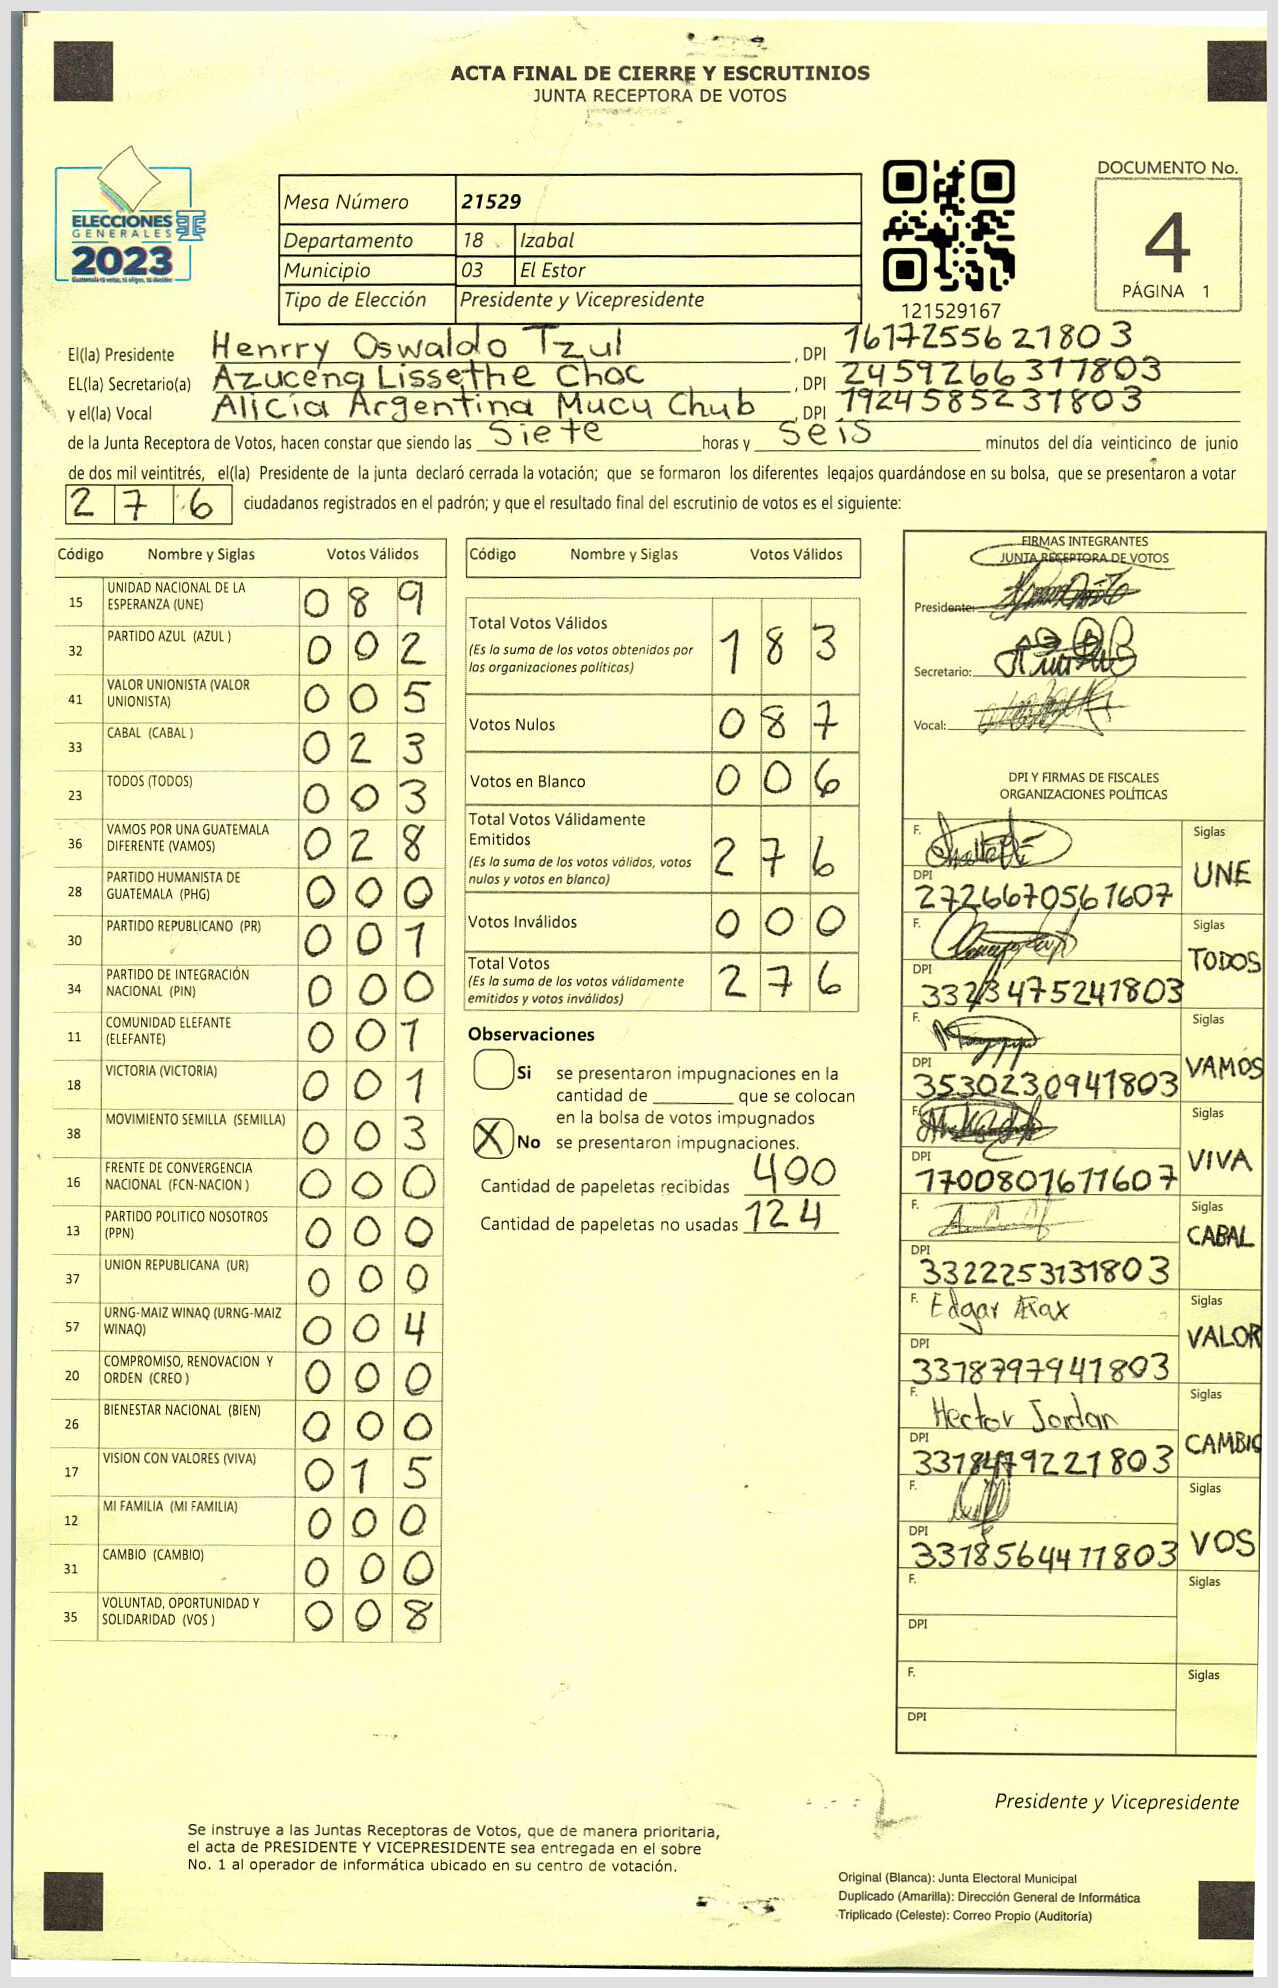 ACTA FINAL DE CIERRE Y ESCRUTINIOS
JUNTA RECEPTORA DE VOTOS
ELECCIONES
GENERALES
2023
Mesa Número 21529
Departamento 18 Izabal
Municipio 03 El Estor
Tipo de Elección Presidente y Vicepresidente
121529167
DOCUMENTO No.
4
PÁGINA 1
El(la) Presidente Henrry Oswaldo Tzul, DPI 1617255621803
EL(la) Secretario(a) Azucena Lissethe Choc, DPI 2459266311803
y el(la) Vocal Alicia Argentina Mucu Chub, DPI 1924585231803
de la Junta Receptora de Votos, hacen constar que siendo las Siete horas y Seis minutos del día veinticinco de junio
de dos mil veintitrés, el(la) Presidente de la junta declaró cerrada la votación; que se formaron los diferentes legajos quardándose en su bolsa, que se presentaron a votar
2 7 6 ciudadanos registrados en el padrón; y que el resultado final del escrutinio de votos es el siguiente:
Código Nombre y Siglas Votos Válidos
15 UNIDAD NACIONAL DE LA ESPERANZA (UNE) 0 8 9
32 PARTIDO AZUL (AZUL ) 0 0 2
41 VALOR UNIONISTA (VALOR UNIONISTA) 0 0 5
33 CABAL (CABAL ) 0 2 3
23 TODOS (TODOS) 0 0 3
36 VAMOS POR UNA GUATEMALA DIFERENTE (VAMOS) 0 2 8
28 PARTIDO HUMANISTA DE GUATEMALA (PHG) 0 0 0
30 PARTIDO REPUBLICANO (PR) 0 0 1
34 PARTIDO DE INTEGRACIÓN NACIONAL (PIN) 0 0 0
11 COMUNIDAD ELEFANTE (ELEFANTE) 0 0 1
18 VICTORIA (VICTORIA) 0 0 1
38 MOVIMIENTO SEMILLA (SEMILLA) 0 0 3
16 FRENTE DE CONVERGENCIA NACIONAL (FCN-NACION ) 0 0 0
13 PARTIDO POLITICO NOSOTROS (PPN) 0 0 0
37 UNION REPUBLICANA (UR) 0 0 0
57 URNG-MAIZ WINAQ (URNG-MAIZ WINAQ) 0 0 4
20 COMPROMISO, RENOVACION Y ORDEN (CREO ) 0 0 0
26 BIENESTAR NACIONAL (BIEN) 0 0 0
17 VISION CON VALORES (VIVA) 0 1 5
12 MI FAMILIA (MI FAMILIA) 0 0 0
31 CAMBIO (CAMBIO) 0 0 0
35 VOLUNTAD, OPORTUNIDAD Y SOLIDARIDAD (VOS ) 0 0 8
Código Nombre y Siglas Votos Válidos
Total Votos Válidos 1 8 3
(Es la suma de los votos obtenidos por
las organizaciones políticas)
Votos Nulos 0 8 7
Votos en Blanco 0 0 6
Total Votos Válidamente
Emitidos 2 7 6
(Es la suma de los votos válidos, votos
nulos y votos en blanco)
Votos Inválidos 0 0 0
Total Votos 2 7 6
(Es la suma de los votos válidamente
emitidos y votos inválidos)
Observaciones
Si se presentaron impugnaciones en la
cantidad de ________ que se colocan
en la bolsa de votos impugnados
X No se presentaron impugnaciones.
Cantidad de papeletas recibidas 400
Cantidad de papeletas no usadas 124
FIRMAS INTEGRANTES
JUNTA RECEPTORA DE VOTOS
Presidente:
Secretario:
Vocal:
DPI Y FIRMAS DE FISCALES
ORGANIZACIONES POLÍTICAS
F. Siglas UNE
DPI 2726670561607
F. Siglas TODOS
DPI 3323475241803
F. Siglas VAMOS
DPI 3530230941803
F. Siglas VIVA
DPI 1700801611607
F. Siglas CABAL
DPI 3322253131803
F. Edgar Siglas VALOR
DPI 3318797941803
F. Hector Jordan Siglas CAMBIO
DPI
F. Siglas VOS
DPI 3318564411803
F. Siglas
DPI
F. Siglas
DPI
Presidente y Vicepresidente
Se instruye a las Juntas Receptoras de Votos, que de manera prioritaria,
el acta de PRESIDENTE Y VICEPRESIDENTE sea entregada en el sobre
No. 1 al operador de informática ubicado en su centro de votación.
Original (Blanca): Junta Electoral Municipal
Duplicado (Amarilla): Dirección General de Informática
Triplicado (Celeste): Correo Propio (Auditoría)